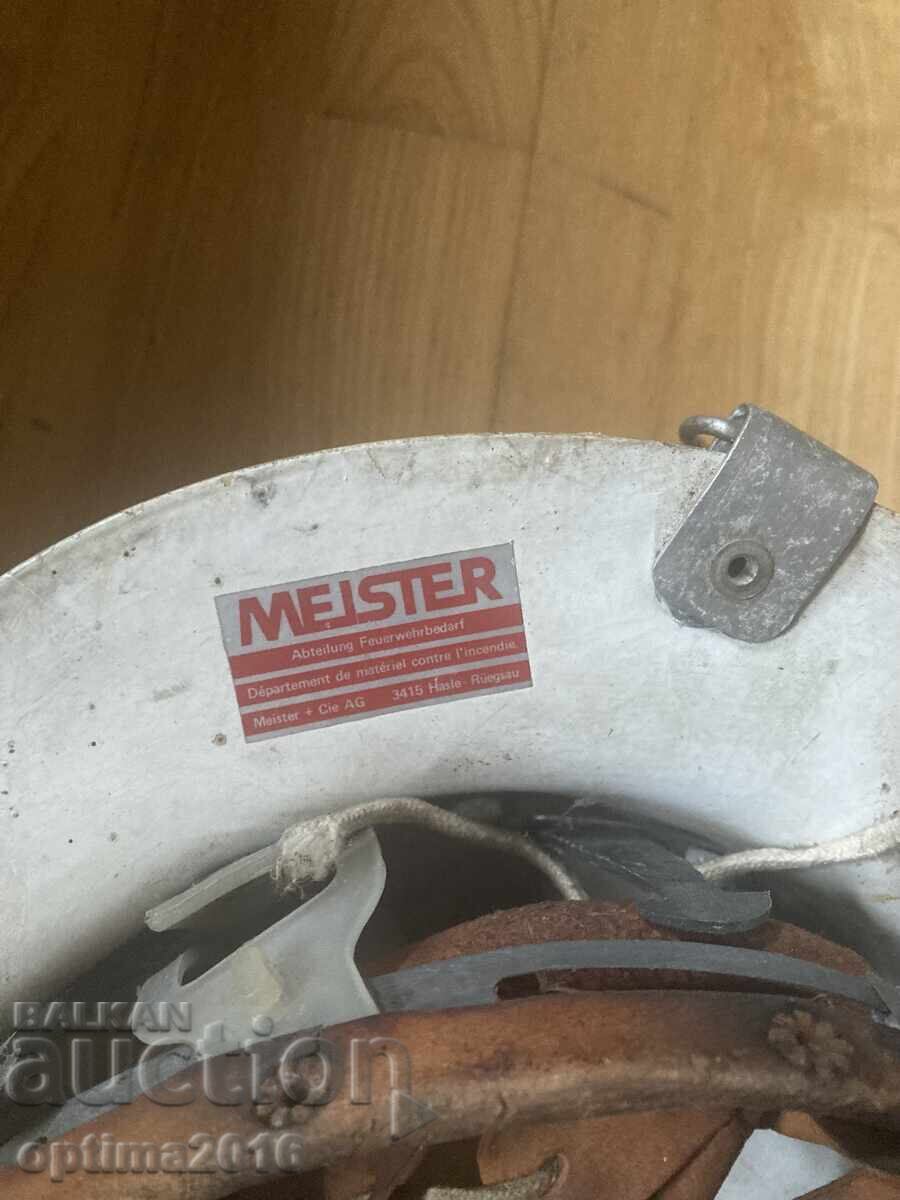 MEISTER
Abteilung Feuerwehrbedarf
Département de matériel contre l'incendie.
Meister + Cie AG 3415 Hasle-Rüegsau
BALKAN
auction
optima2016